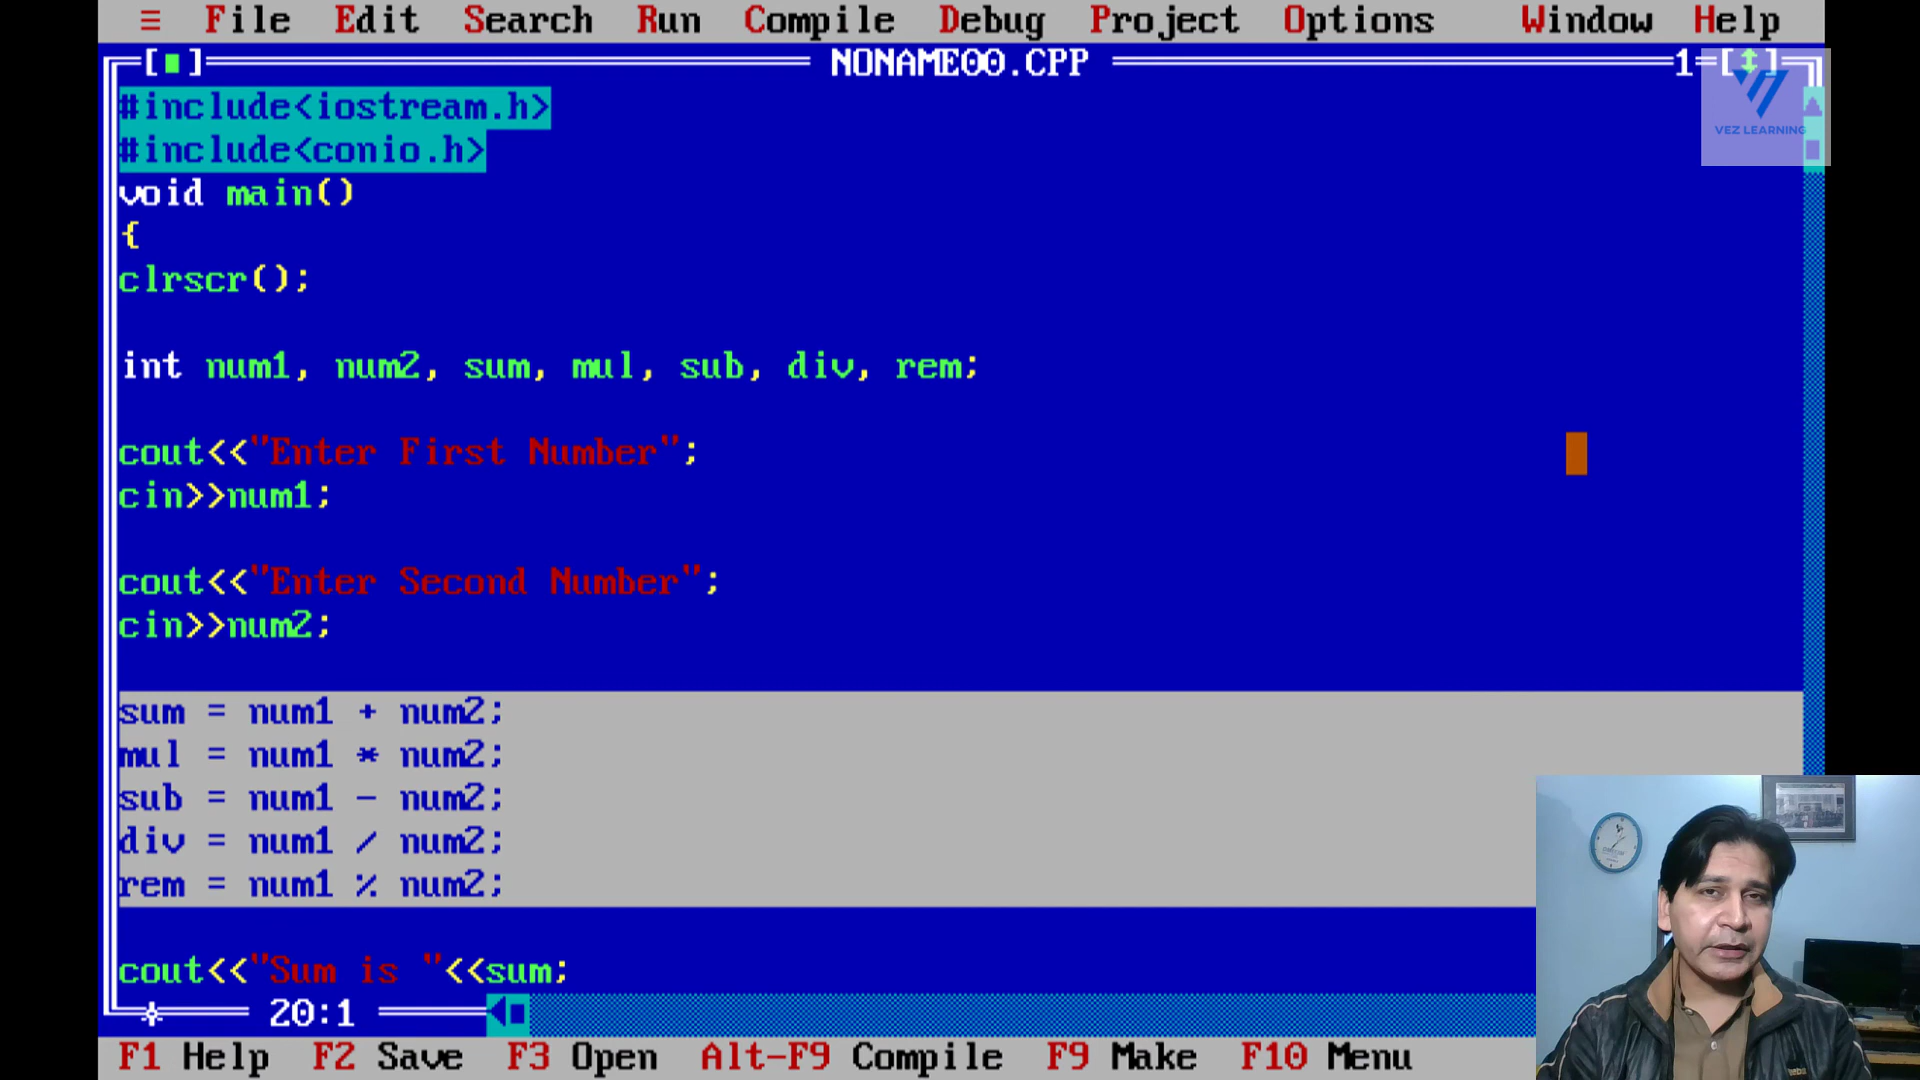 ≡ File Edit Search Run Compile Debug Project Options Window Help
[■] NONAME00.CPP 1=[↕]
VEZ LEARNING
#include<iostream.h>
#include<conio.h>
void main()
{
clrscr();
int num1, num2, sum, mul, sub, div, rem;
cout<<"Enter First Number";
cin>>num1;
cout<<"Enter Second Number";
cin>>num2;
sum = num1 + num2;
mul = num1 * num2;
sub = num1 - num2;
div = num1 / num2;
rem = num1 % num2;
cout<<"Sum is "<<sum;
20:1
F1 Help F2 Save F3 Open Alt-F9 Compile F9 Make F10 Menu